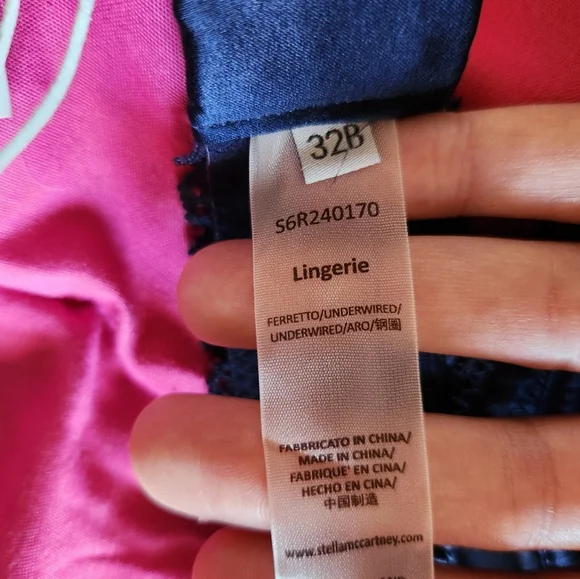 32B
S6R240170
Lingerie
FERRETTO/UNDERWIRED/
UNDERWIRED/ARO/钢圈
FABBRICATO IN CHINA/
MADE IN CHINA/
FABRIQUE' EN CINA/
HECHO EN CINA/
中国制造
www.stellamccartney.com